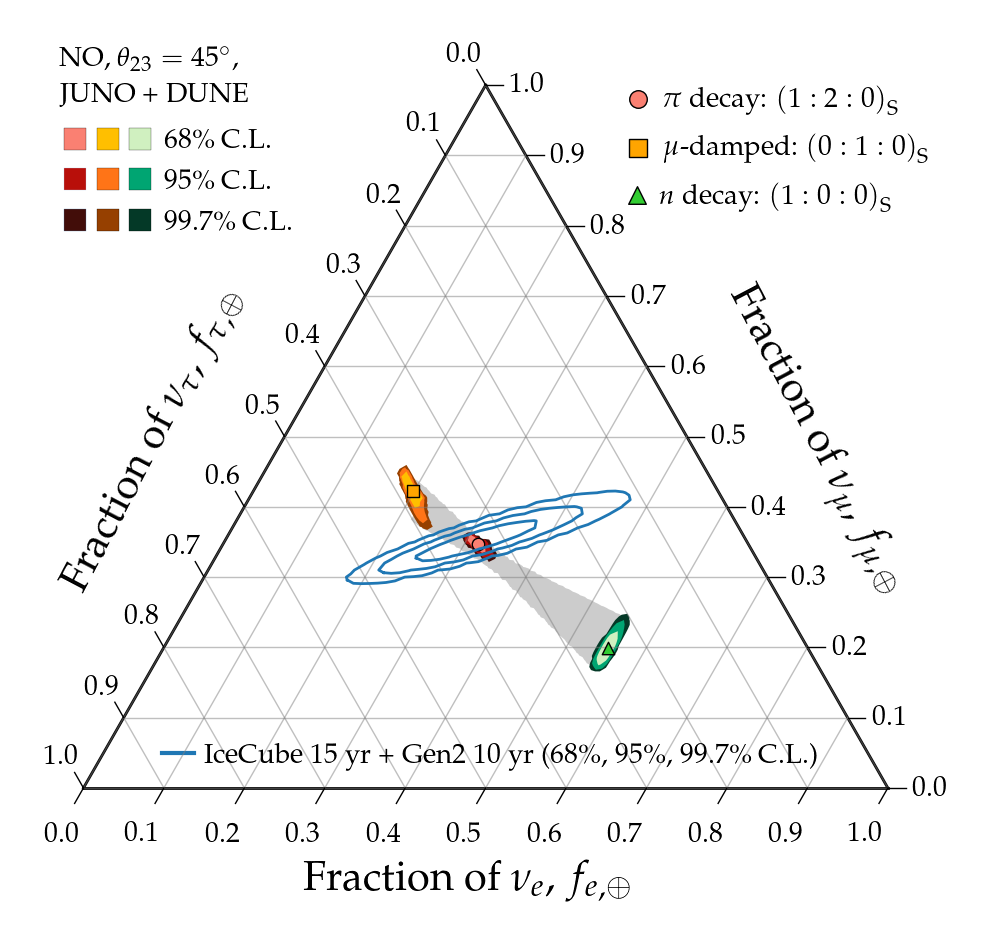 NO, θ₂₃ = 45°,
JUNO + DUNE
68% C.L.
95% C.L.
99.7% C.L.
π decay: (1 : 2 : 0)S
μ-damped: (0 : 1 : 0)S
n decay: (1 : 0 : 0)S
Fraction of ντ, fτ,⊕
0.0
0.1
0.2
0.3
0.4
0.5
0.6
0.7
0.8
0.9
1.0
Fraction of νμ, fμ,⊕
1.0
0.9
0.8
0.7
0.6
0.5
0.4
0.3
0.2
0.1
0.0
IceCube 15 yr + Gen2 10 yr (68%, 95%, 99.7% C.L.)
0.0 0.1 0.2 0.3 0.4 0.5 0.6 0.7 0.8 0.9 1.0
Fraction of νe, fe,⊕